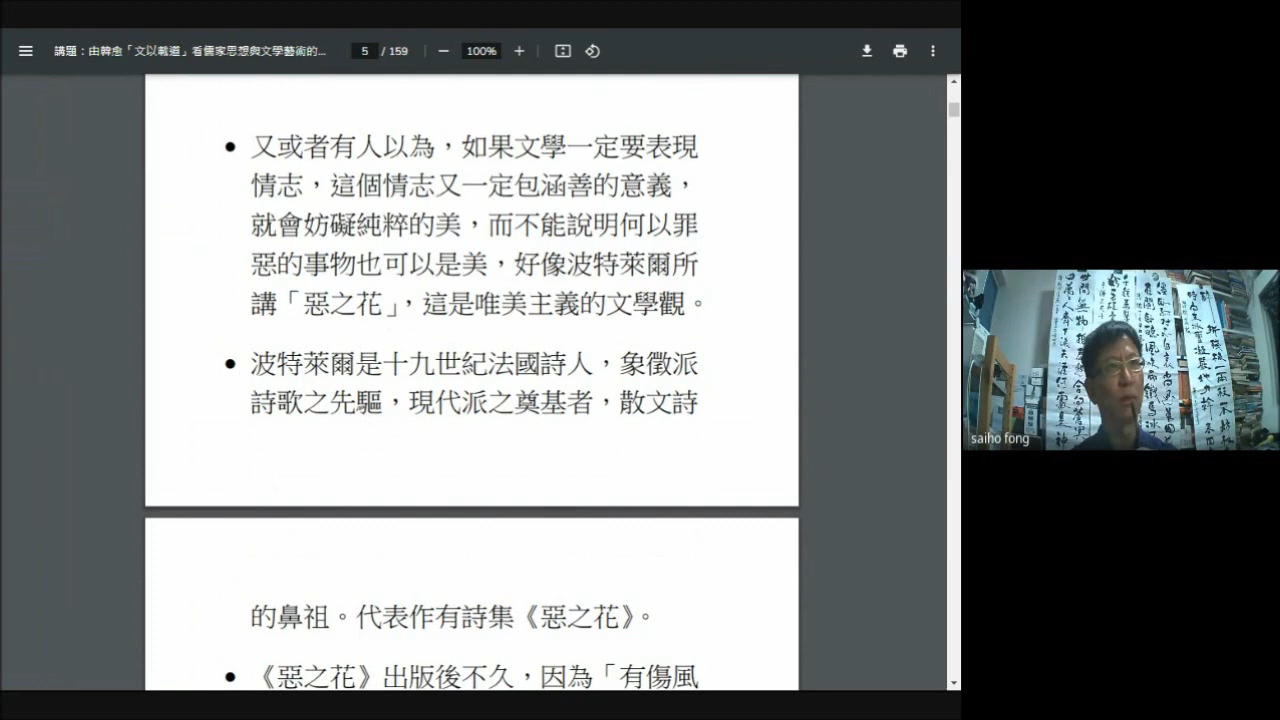 講題：由韓愈「文以載道」看儒家思想與文學藝術的...
5 / 159
100%
又或者有人以為，如果文學一定要表現
情志，這個情志又一定包涵善的意義，
就會妨礙純粹的美，而不能說明何以罪
惡的事物也可以是美，好像波特萊爾所
講「惡之花」，這是唯美主義的文學觀。
波特萊爾是十九世紀法國詩人，象徵派
詩歌之先驅，現代派之奠基者，散文詩
的鼻祖。代表作有詩集《惡之花》。
《惡之花》出版後不久，因為「有傷風
saiho fong